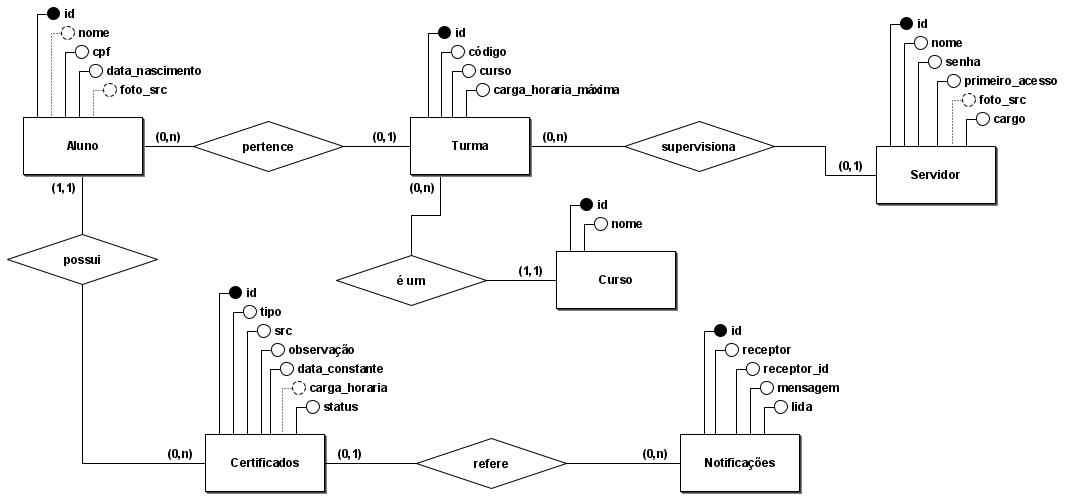 id
nome
cpf
data_nascimento
foto_src
Aluno
(0,n)
pertence
(0,1)
id
código
curso
carga_horaria_máxima
Turma
(0,n)
supervisiona
(0,1)
id
nome
senha
primeiro_acesso
foto_src
cargo
Servidor
(1,1)
possui
(0,n)
é um
(1,1)
id
nome
Curso
id
tipo
src
observação
data_constante
carga_horaria
status
(0,n)
Certificados
(0,1)
refere
(0,n)
id
receptor
receptor_id
mensagem
lida
Notificações